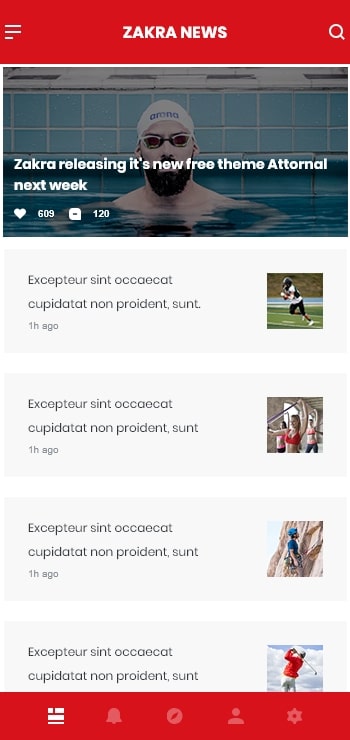 ZAKRA NEWS
arena
Zakra releasing it's new free theme Attornal
next week
609 120
Excepteur sint occaecat
cupidatat non proident, sunt.
1h ago
Excepteur sint occaecat
cupidatat non proident, sunt
1h ago
Excepteur sint occaecat
cupidatat non proident, sunt
1h ago
Excepteur sint occaecat
cupidatat non proident, sunt